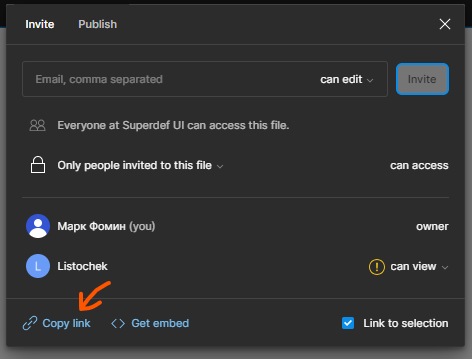 Invite Publish
Email, comma separated can edit Invite
Everyone at Superdef UI can access this file.
Only people invited to this file can access
Марк Фомин (you) owner
L Listochek can view
Copy link <> Get embed Link to selection